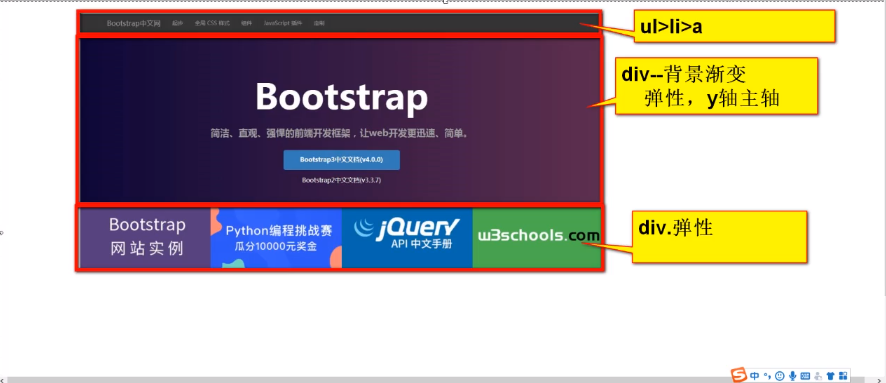 Bootstrap中文网 起步 全局 CSS 样式 组件 JavaScript 插件 定制
ul>li>a
div--背景渐变
弹性，y轴主轴
Bootstrap
简洁、直观、强悍的前端开发框架，让web开发更迅速、简单。
Bootstrap3中文文档(v4.0.0)
Bootstrap2中文文档(v3.3.7)
Bootstrap
网站实例
Python编程挑战赛
瓜分10000元奖金
jQuery
API 中文手册
w3schools.com
div.弹性
中